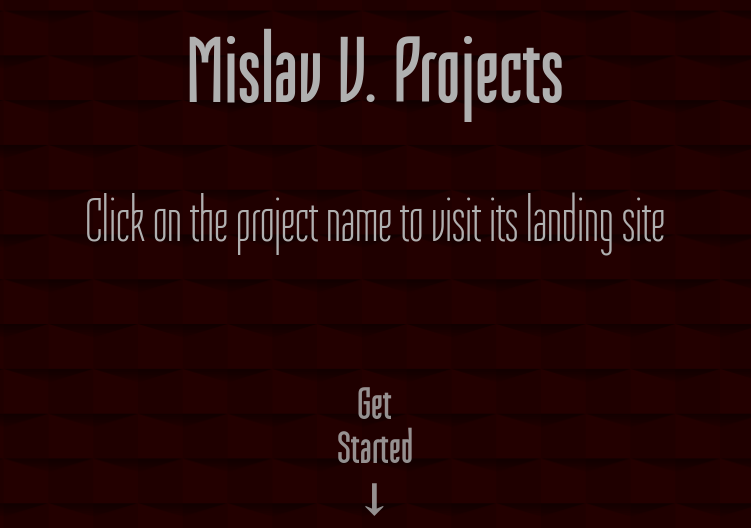 Mislav V. Projects
Click on the project name to visit its landing site
Get
Started
↓